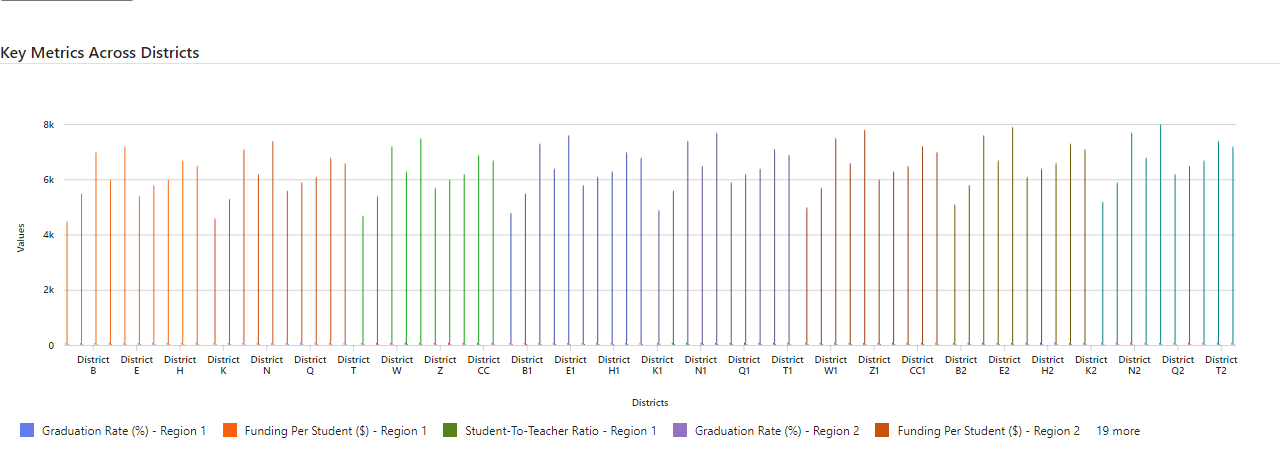 Key Metrics Across Districts
8k
6k
4k
2k
0
Values
District B
District E
District H
District K
District N
District Q
District T
District W
District Z
District CC
District B1
District E1
District H1
District K1
District N1
District Q1
District T1
District W1
District Z1
District CC1
District B2
District E2
District H2
District K2
District N2
District Q2
District T2
Districts
Graduation Rate (%) - Region 1
Funding Per Student ($) - Region 1
Student-To-Teacher Ratio - Region 1
Graduation Rate (%) - Region 2
Funding Per Student ($) - Region 2
19 more